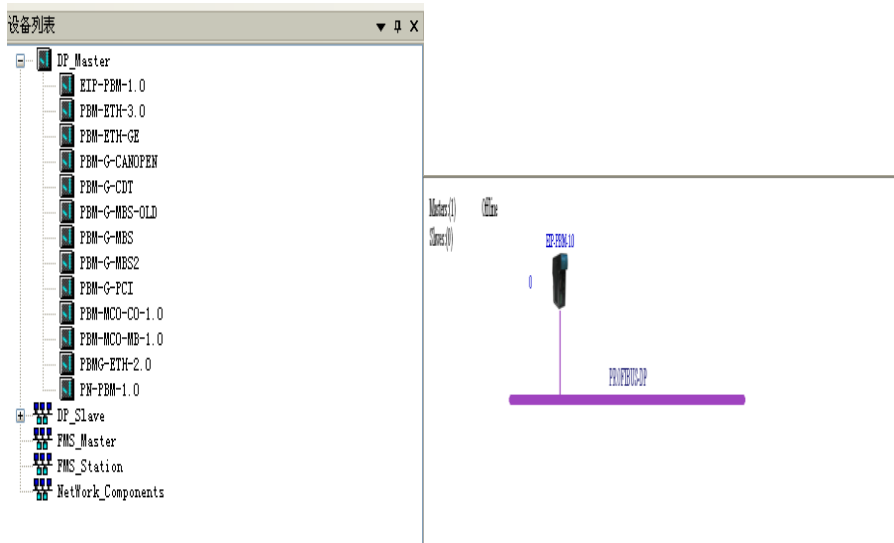 设备列表
DP_Master
EIP-PBM-1.0
PBM-ETH-3.0
PBM-ETH-GE
PBM-G-CANOPEN
PBM-G-CDT
PBM-G-MBS-OLD
PBM-G-MBS
PBM-G-MBS2
PBM-G-PCI
PBM-MCO-CO-1.0
PBM-MCO-MB-1.0
PBMG-ETH-2.0
PN-PBM-1.0
DP_Slave
FMS_Master
FMS_Station
NetWork_Components
Masters:(1) Offline
Slaves:(0)
EIP-PBM-1.0
0
PROFIBUS-DP